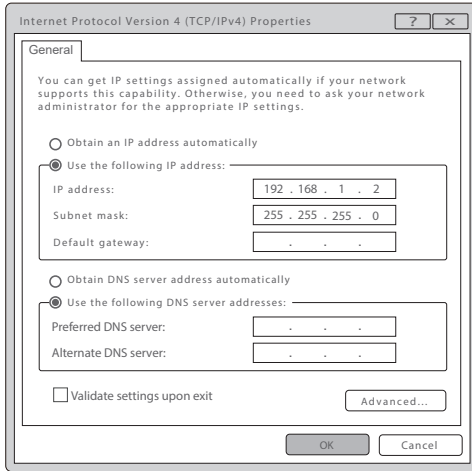 Internet Protocol Version 4 (TCP/IPv4) Properties ? ×
General
You can get IP settings assigned automatically if your network
supports this capability. Otherwise, you need to ask your network
administrator for the appropriate IP settings.
Obtain an IP address automatically
Use the following IP address:
IP address: 192 . 168 . 1 . 2
Subnet mask: 255 . 255 . 255 . 0
Default gateway: . . .
Obtain DNS server address automatically
Use the following DNS server addresses:
Preferred DNS server: . . .
Alternate DNS server: . . .
Validate settings upon exit
Advanced...
OK Cancel